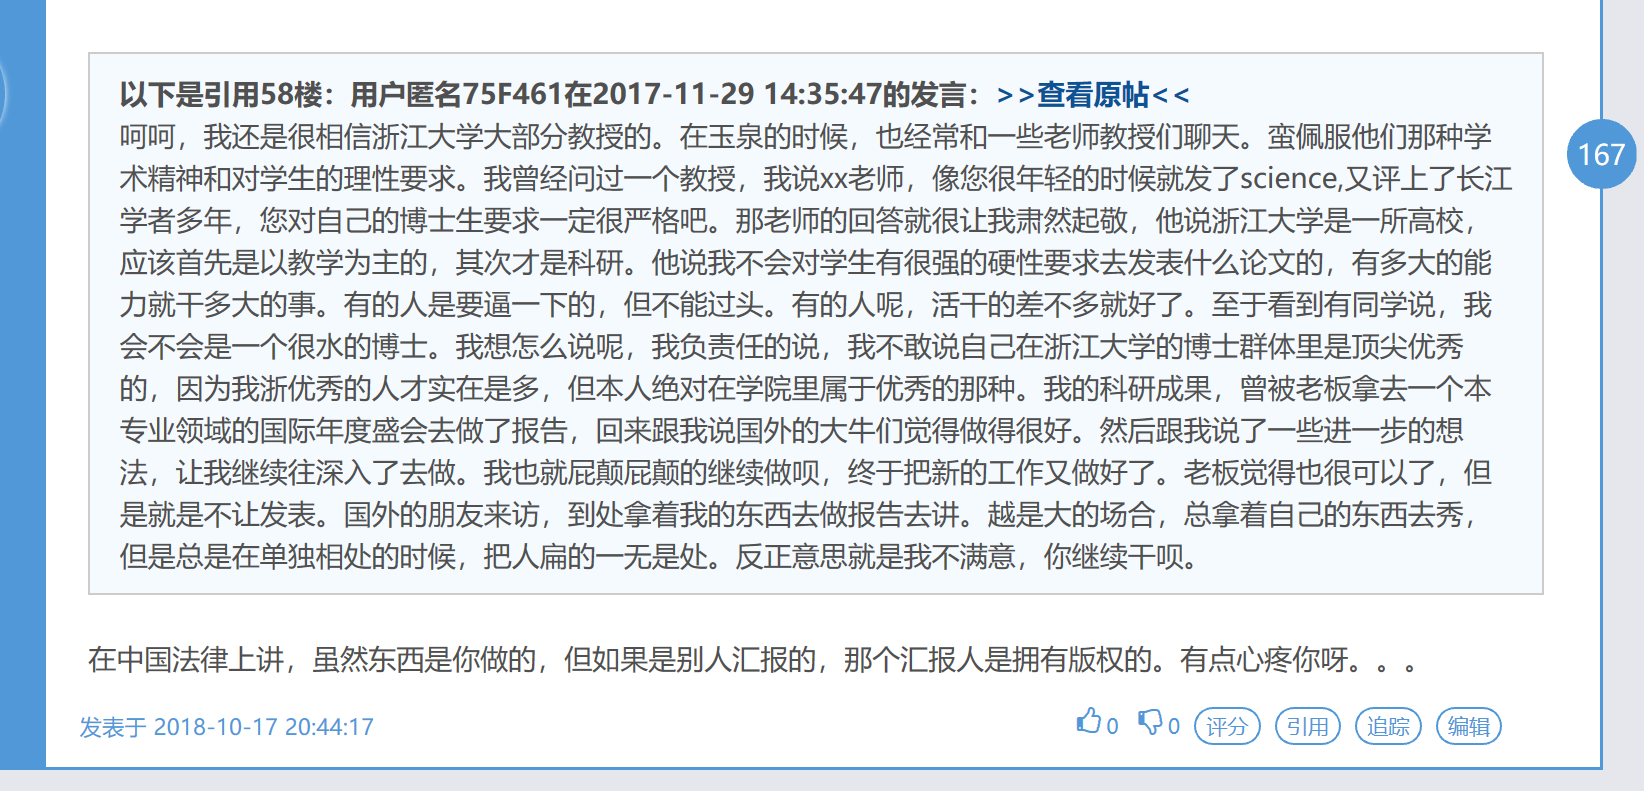 以下是引用58楼：用户匿名75F461在2017-11-29 14:35:47的发言：>>查看原帖<<
呵呵，我还是很相信浙江大学大部分教授的。在玉泉的时候，也经常和一些老师教授们聊天。蛮佩服他们那种学
术精神和对学生的理性要求。我曾经问过一个教授，我说xx老师，像您很年轻的时候就发了science,又评上了长江
学者多年，您对自己的博士生要求一定很严格吧。那老师的回答就很让我肃然起敬，他说浙江大学是一所高校，
应该首先是以教学为主的，其次才是科研。他说我不会对学生有很强的硬性要求去发表什么论文的，有多大的能
力就干多大的事。有的人是要逼一下的，但不能过头。有的人呢，活干的差不多就好了。至于看到有同学说，我
会不会是一个很水的博士。我想怎么说呢，我负责任的说，我不敢说自己在浙江大学的博士群体里是顶尖优秀
的，因为我浙优秀的人才实在是多，但本人绝对在学院里属于优秀的那种。我的科研成果，曾被老板拿去一个本
专业领域的国际年度盛会去做了报告，回来跟我说国外的大牛们觉得做得很好。然后跟我说了一些进一步的想
法，让我继续往深入了去做。我也就屁颠屁颠的继续做呗，终于把新的工作又做好了。老板觉得也很可以了，但
是就是不让发表。国外的朋友来访，到处拿着我的东西去做报告去讲。越是大的场合，总拿着自己的东西去秀，
但是总是在单独相处的时候，把人扁的一无是处。反正意思就是我不满意，你继续干呗。
167
在中国法律上讲，虽然东西是你做的，但如果是别人汇报的，那个汇报人是拥有版权的。有点心疼你呀。。。
发表于 2018-10-17 20:44:17 0 0 评分 引用 追踪 编辑